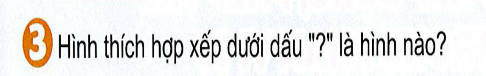 3 Hình thích hợp xếp dưới dấu "?" là hình nào?